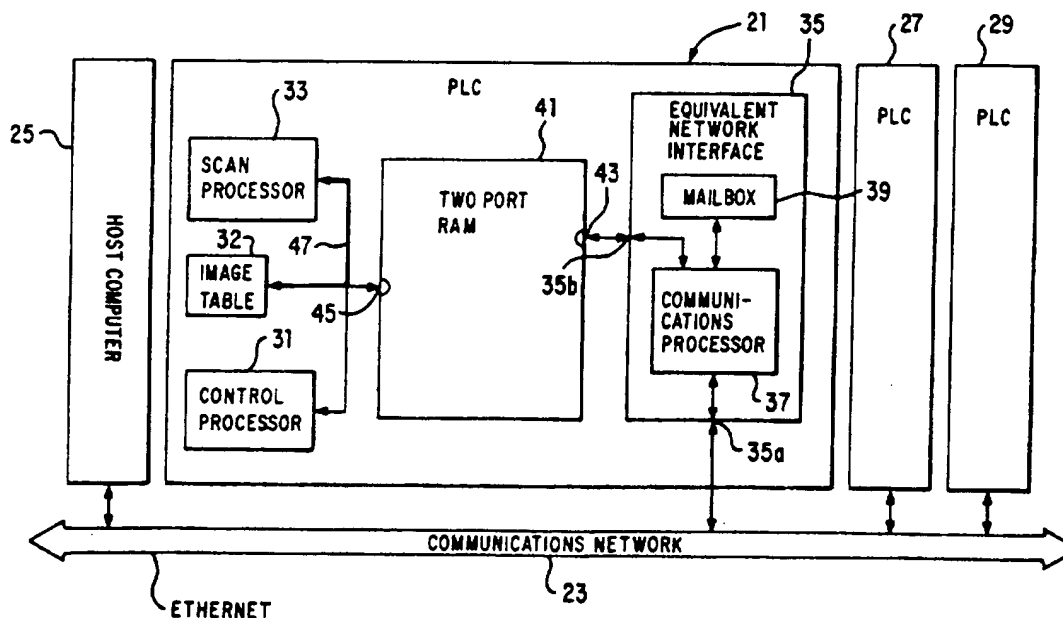 21
35
27
29
25
HOST COMPUTER
PLC
33
SCAN
PROCESSOR
47
32
IMAGE
TABLE
45
31
CONTROL
PROCESSOR
41
TWO PORT
RAM
43
35b
EQUIVALENT
NETWORK
INTERFACE
MAILBOX
39
COMMUNI-
CATIONS
PROCESSOR
37
35a
PLC
PLC
COMMUNICATIONS NETWORK
23
ETHERNET